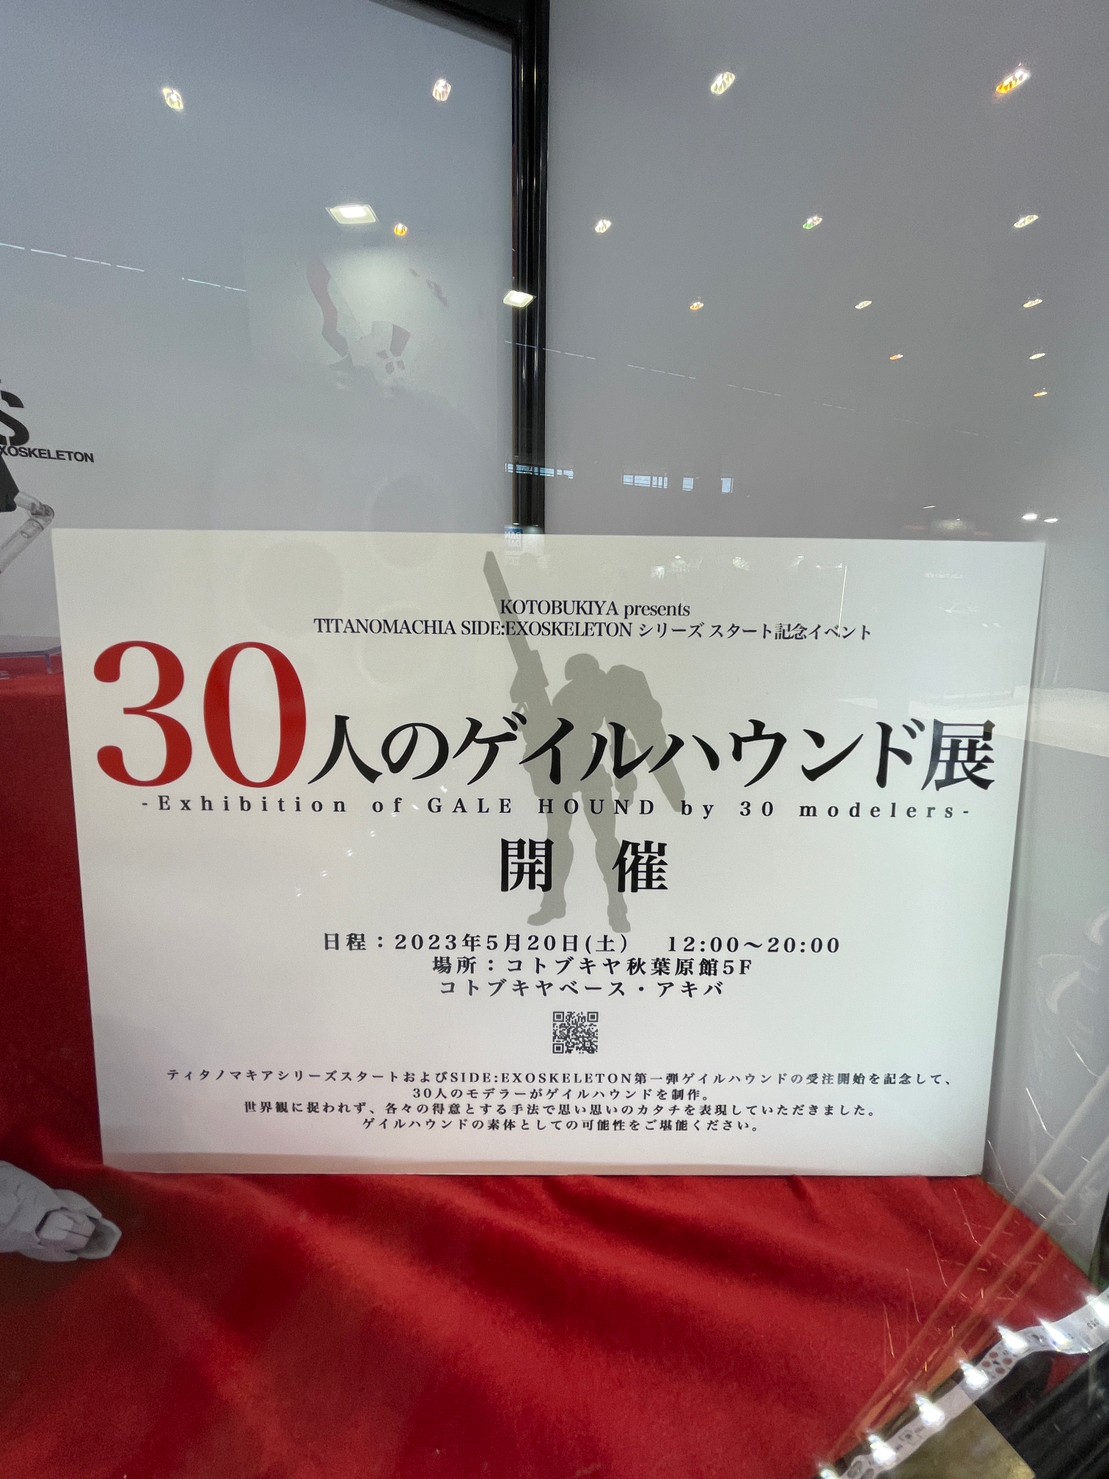 S
XOSKELETON
KOTOBUKIYA presents
TITANOMACHIA SIDE:EXOSKELETON シリーズ スタート記念イベント
30人のゲイルハウンド展
-Exhibition of GALE HOUND by 30 modelers-
開 催
日程：2023年5月20日(土) 12:00〜20:00
場所：コトブキヤ秋葉原館5F
コトブキヤベース・アキバ
ティタノマキアシリーズスタートおよびSIDE:EXOSKELETON第一弾ゲイルハウンドの受注開始を記念して、
30人のモデラーがゲイルハウンドを制作。
世界観に捉われず、各々の得意とする手法で思い思いのカタチを表現していただきました。
ゲイルハウンドの素体としての可能性をご堪能ください。